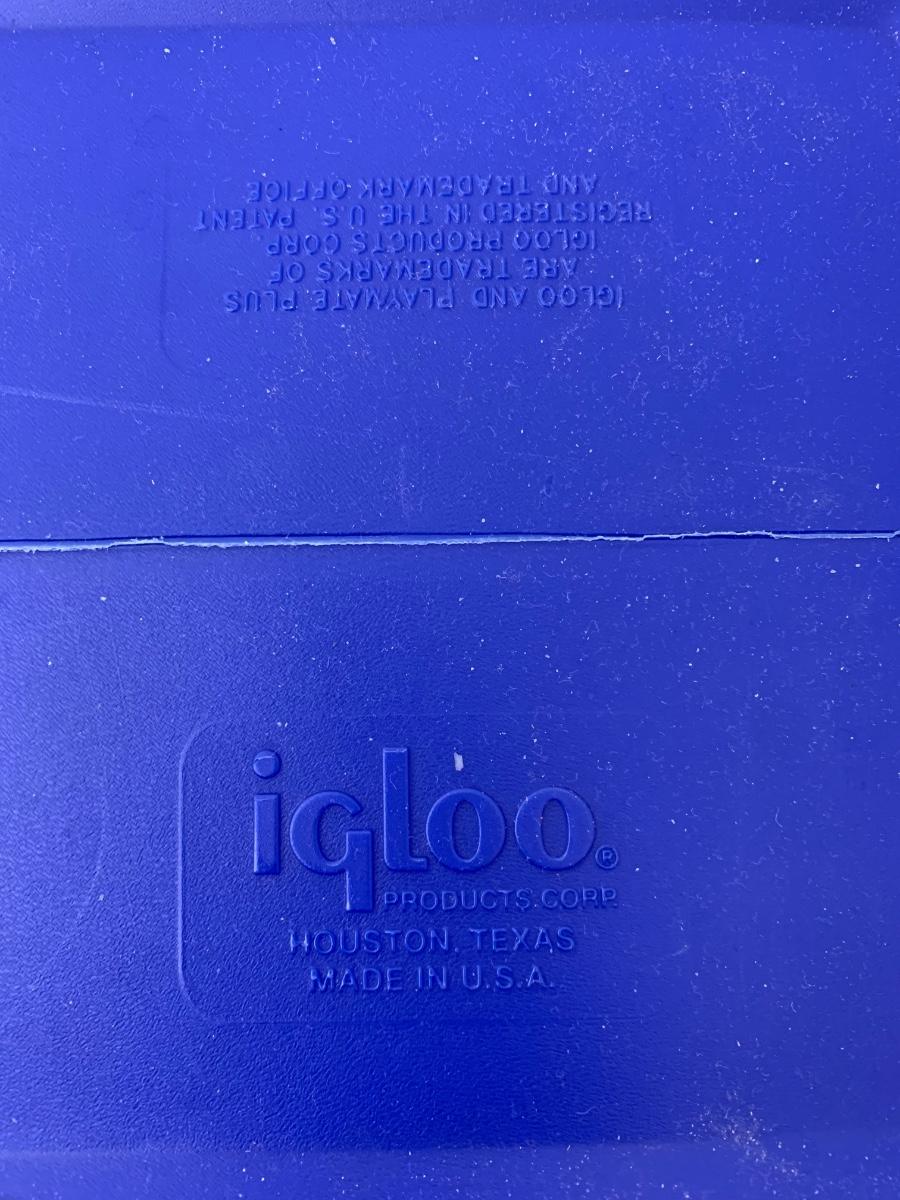 IGLOO AND PLAYMATE PLUS
ARE TRADEMARKS OF
IGLOO PRODUCTS CORP.
REGISTERED IN THE U.S. PATENT
AND TRADEMARK OFFICE
igloo®
PRODUCTS CORP.
HOUSTON, TEXAS
MADE IN U.S.A.